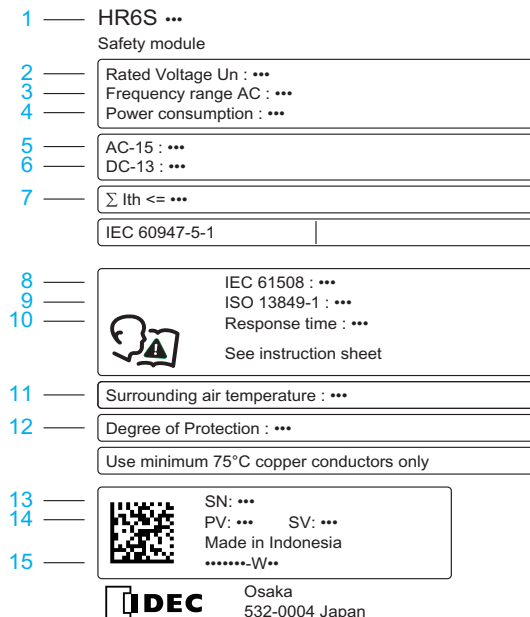 1 HR6S •••
Safety module
2 Rated Voltage Un : •••
3 Frequency range AC : •••
4 Power consumption : •••
5 AC-15 : •••
6 DC-13 : •••
7 ∑ Ith <= •••
IEC 60947-5-1
8 IEC 61508 : •••
9 ISO 13849-1 : •••
10 Response time : •••
See instruction sheet
11 Surrounding air temperature : •••
12 Degree of Protection : •••
Use minimum 75°C copper conductors only
13 SN: •••
14 PV: ••• SV: •••
Made in Indonesia
15 •••••••-W••
IDEC
Osaka
532-0004 Japan